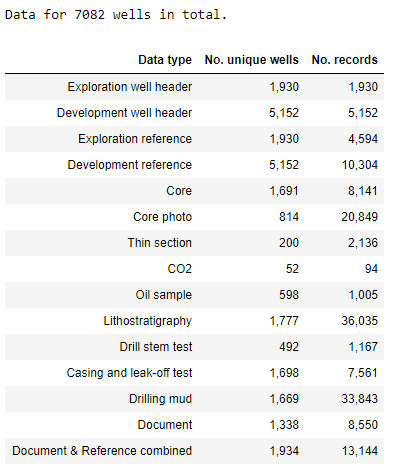 Data for 7082 wells in total.
Data type No. unique wells No. records
Exploration well header 1,930 1,930
Development well header 5,152 5,152
Exploration reference 1,930 4,594
Development reference 5,152 10,304
Core 1,691 8,141
Core photo 814 20,849
Thin section 200 2,136
CO2 52 94
Oil sample 598 1,005
Lithostratigraphy 1,777 36,035
Drill stem test 492 1,167
Casing and leak-off test 1,698 7,561
Drilling mud 1,669 33,843
Document 1,338 8,550
Document & Reference combined 1,934 13,144